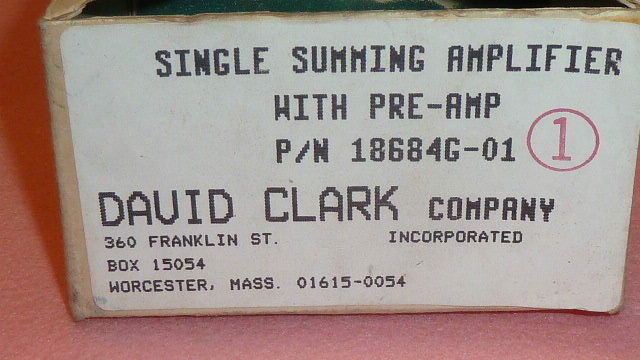 SINGLE SUMMING AMPLIFIER
WITH PRE-AMP
P/N 18684G-01
1
DAVID CLARK COMPANY
360 FRANKLIN ST. INCORPORATED
BOX 15054
WORCESTER, MASS. 01615-0054